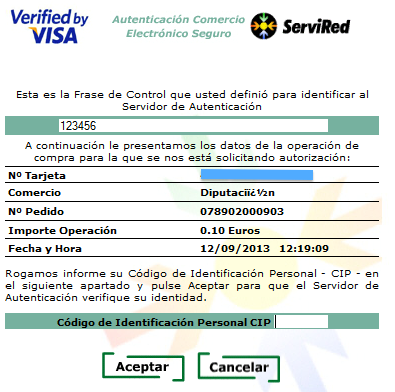 Verified by
VISA
Autenticación Comercio
Electrónico Seguro
ServiRed
Esta es la Frase de Control que usted definió para identificar al
Servidor de Autenticación
123456
A continuación le presentamos los datos de la operación de
compra para la que se nos está solicitando autorización:
Nº Tarjeta
Comercio Diputaciï¿½n
Nº Pedido 078902000903
Importe Operación 0.10 Euros
Fecha y Hora 12/09/2013 12:19:09
Rogamos informe su Código de Identificación Personal - CIP - en
el siguiente apartado y pulse Aceptar para que el Servidor de
Autenticación verifique su identidad.
Código de Identificación Personal CIP
Aceptar Cancelar